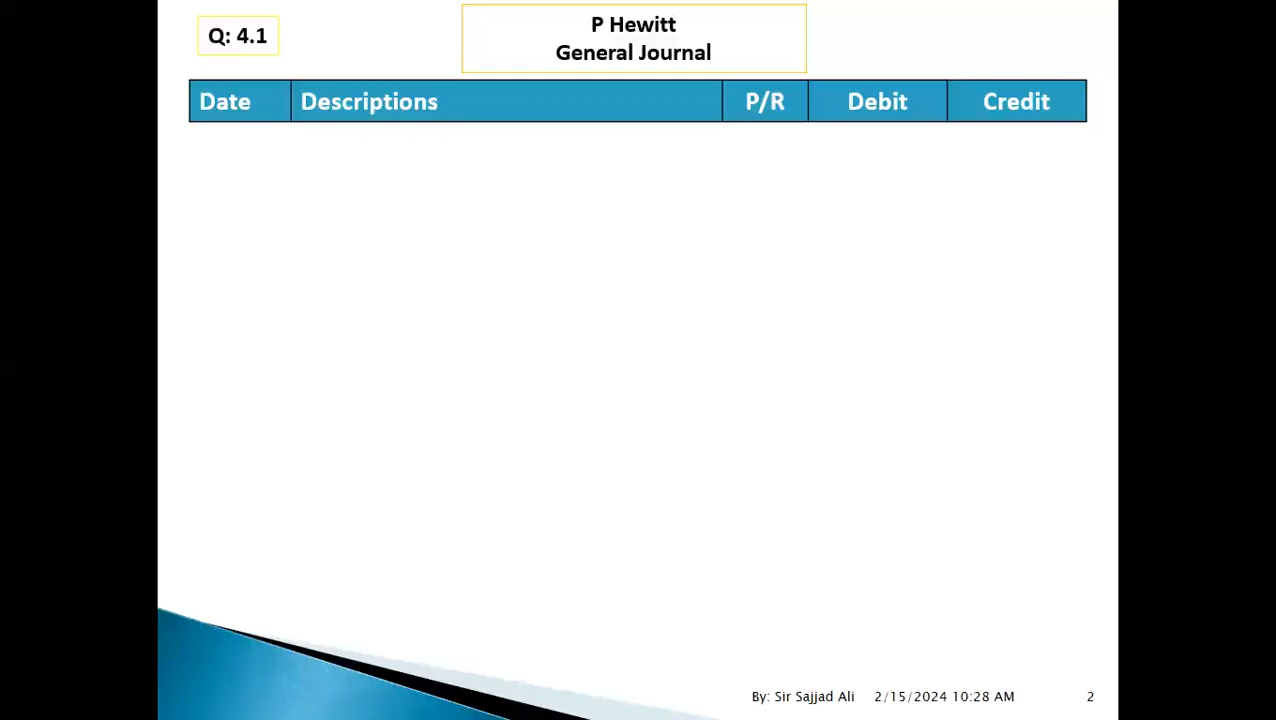 Q: 4.1
P Hewitt
General Journal
Date Descriptions P/R Debit Credit
By: Sir Sajjad Ali 2/15/2024 10:28 AM 2